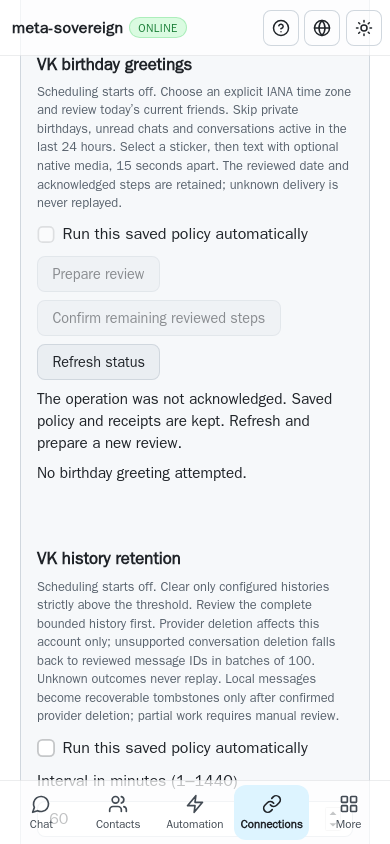 meta-sovereign
ONLINE
VK birthday greetings
Scheduling starts off. Choose an explicit IANA time zone
and review today's current friends. Skip private
birthdays, unread chats and conversations active in the
last 24 hours. Select a sticker, then text with optional
native media, 15 seconds apart. The reviewed date and
acknowledged steps are retained; unknown delivery is
never replayed.
Run this saved policy automatically
Prepare review
Confirm remaining reviewed steps
Refresh status
The operation was not acknowledged. Saved
policy and receipts are kept. Refresh and
prepare a new review.
No birthday greeting attempted.
VK history retention
Scheduling starts off. Clear only configured histories
strictly above the threshold. Review the complete
bounded history first. Provider deletion affects this
account only; unsupported conversation deletion falls
back to reviewed message IDs in batches of 100.
Unknown outcomes never replay. Local messages
become recoverable tombstones only after confirmed
provider deletion; partial work requires manual review.
Run this saved policy automatically
Interval in minutes (1–1440)
60
Chat
Contacts
Automation
Connections
More